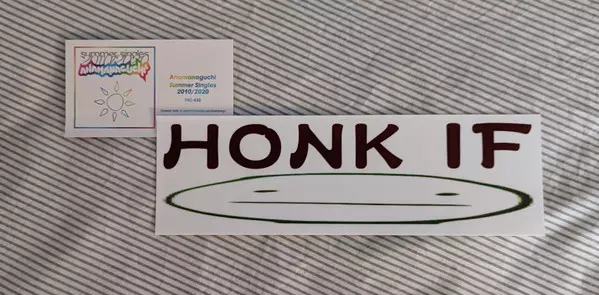 summer singles
ANAMANAGUCHI
Anamanaguchi
Summer Singles
2010/2020
HONK IF